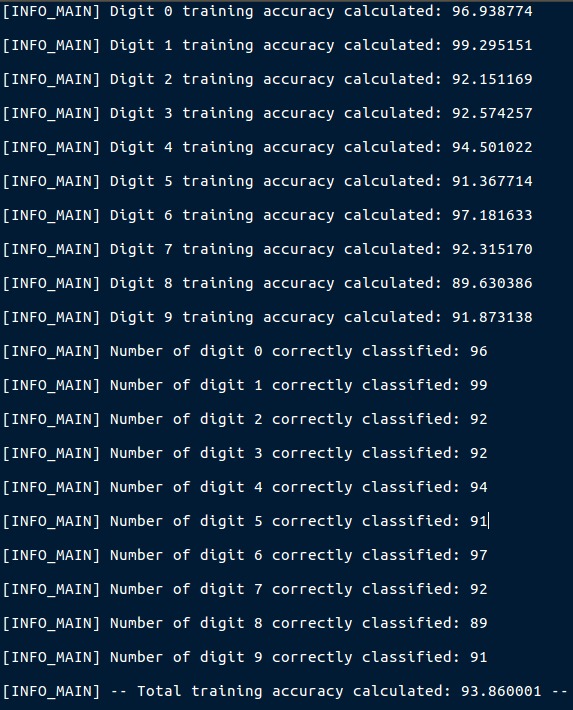 [INFO_MAIN] Digit 0 training accuracy calculated: 96.938774
[INFO_MAIN] Digit 1 training accuracy calculated: 99.295151
[INFO_MAIN] Digit 2 training accuracy calculated: 92.151169
[INFO_MAIN] Digit 3 training accuracy calculated: 92.574257
[INFO_MAIN] Digit 4 training accuracy calculated: 94.501022
[INFO_MAIN] Digit 5 training accuracy calculated: 91.367714
[INFO_MAIN] Digit 6 training accuracy calculated: 97.181633
[INFO_MAIN] Digit 7 training accuracy calculated: 92.315170
[INFO_MAIN] Digit 8 training accuracy calculated: 89.630386
[INFO_MAIN] Digit 9 training accuracy calculated: 91.873138
[INFO_MAIN] Number of digit 0 correctly classified: 96
[INFO_MAIN] Number of digit 1 correctly classified: 99
[INFO_MAIN] Number of digit 2 correctly classified: 92
[INFO_MAIN] Number of digit 3 correctly classified: 92
[INFO_MAIN] Number of digit 4 correctly classified: 94
[INFO_MAIN] Number of digit 5 correctly classified: 91
[INFO_MAIN] Number of digit 6 correctly classified: 97
[INFO_MAIN] Number of digit 7 correctly classified: 92
[INFO_MAIN] Number of digit 8 correctly classified: 89
[INFO_MAIN] Number of digit 9 correctly classified: 91
[INFO_MAIN] -- Total training accuracy calculated: 93.860001 --